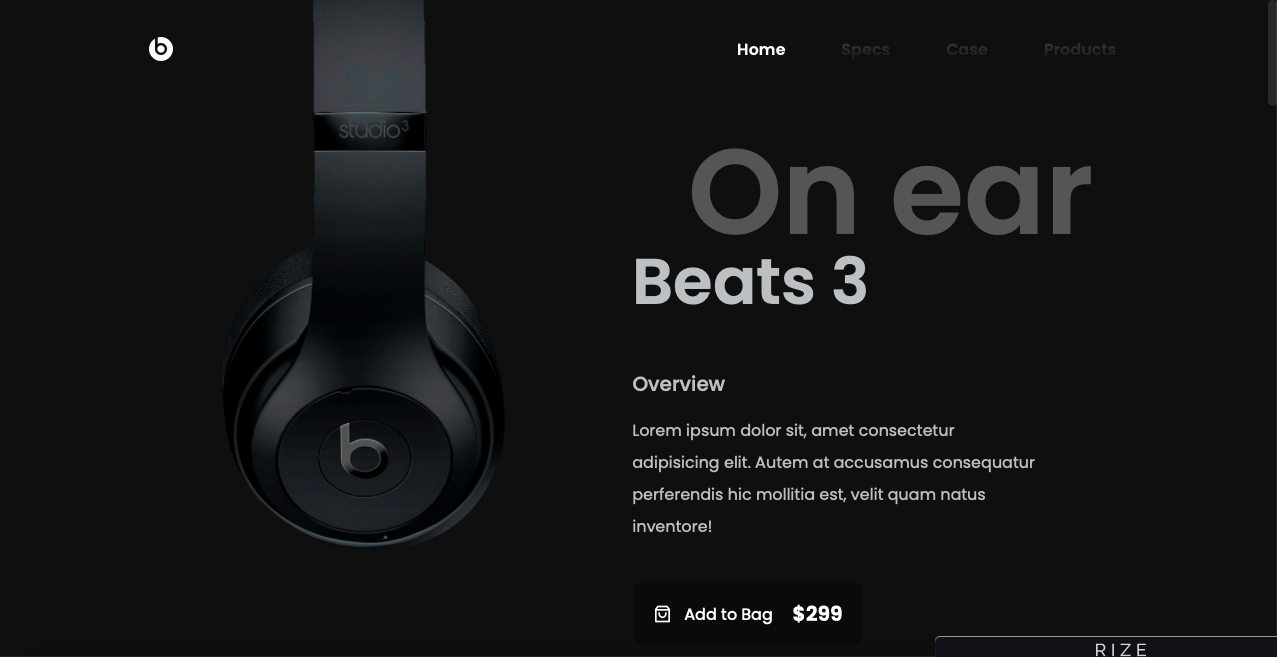 Home Specs Case Products
studio3
On ear
Beats 3
Overview
Lorem ipsum dolor sit, amet consectetur
adipisicing elit. Autem at accusamus consequatur
perferendis hic mollitia est, velit quam natus
inventore!
Add to Bag $299
RIZE